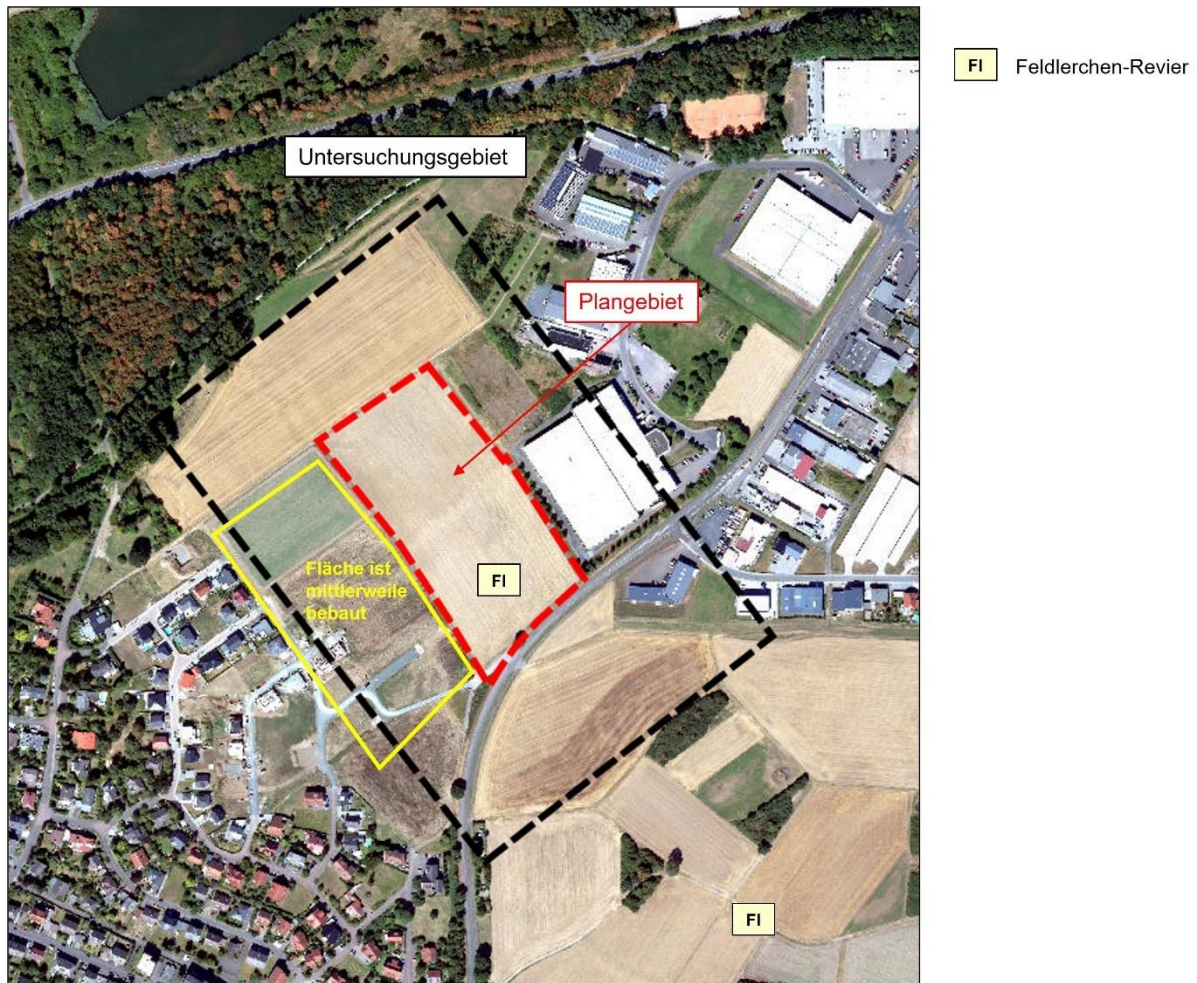 Fl Feldlerchen-Revier
Untersuchungsgebiet
Plangebiet
Fläche ist
mittlerweile
bebaut
Fl
Fl